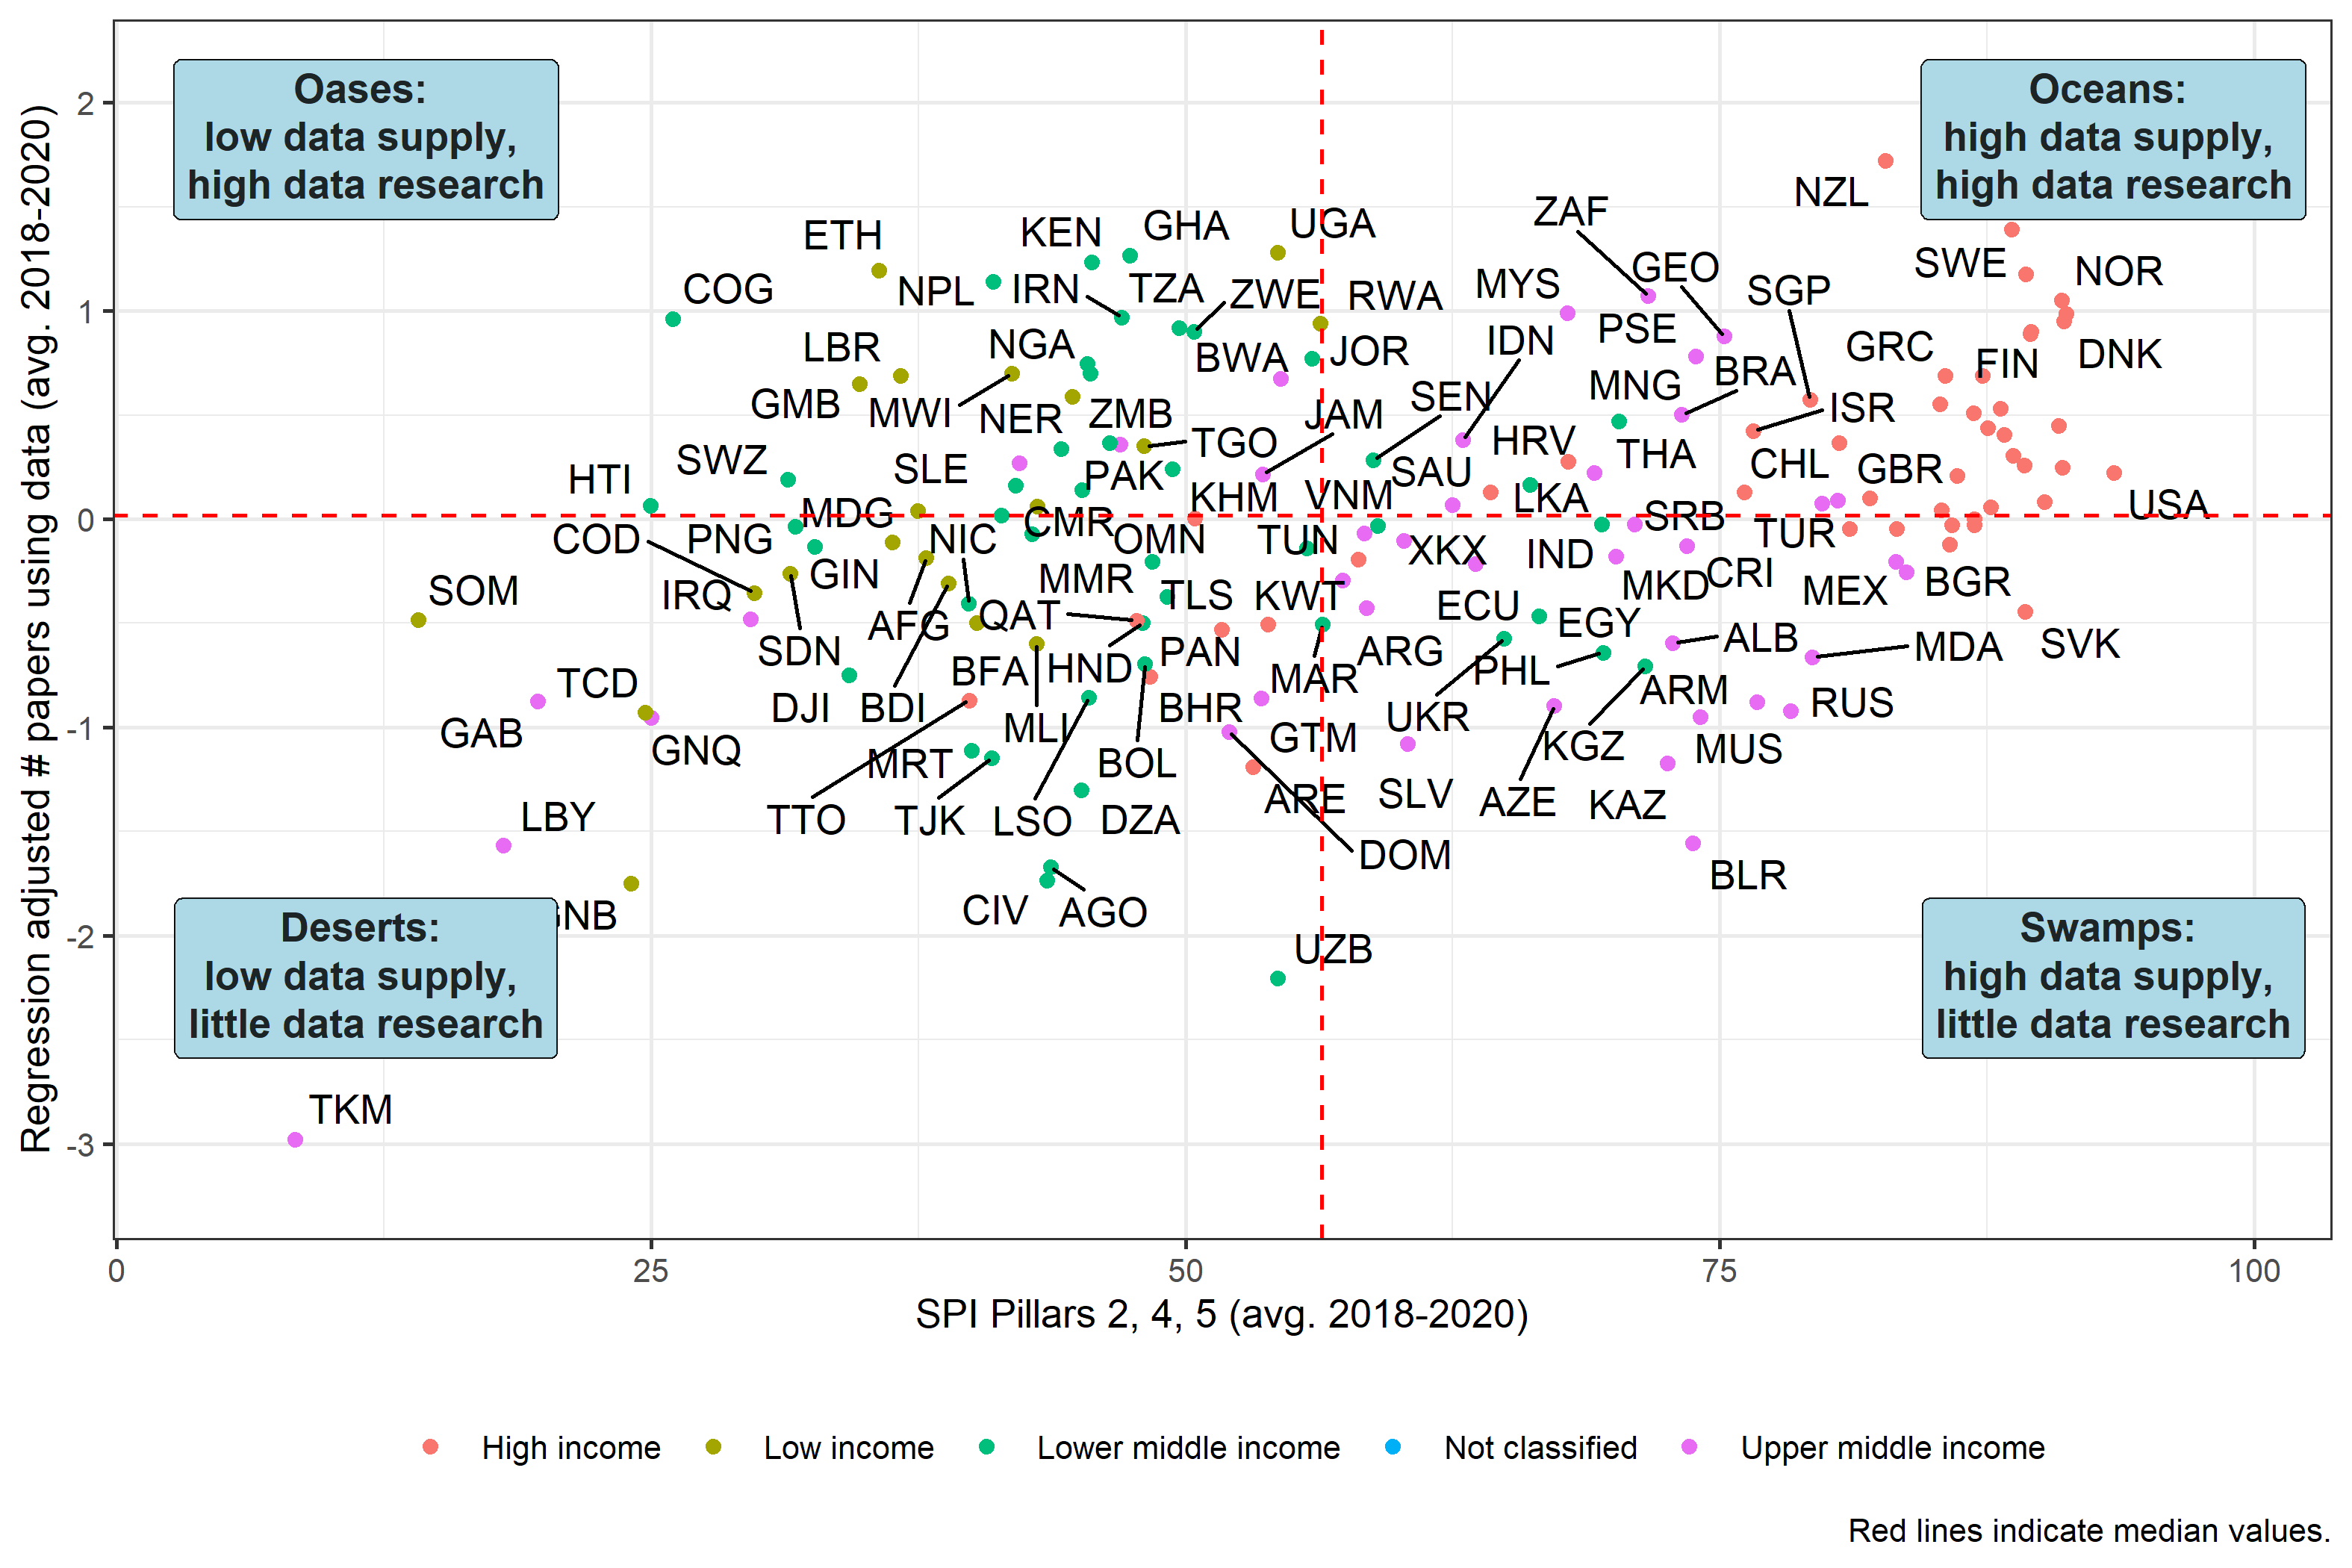 Regression adjusted # papers using data (avg. 2018-2020)
2
1
0
-1
-2
-3
Oases:
low data supply,
high data research
Oceans:
high data supply,
high data research
NZL
ZAF
GHA
UGA
KEN
ETH
SWE
NOR
GEO
COG
NPL
IRN
TZA
ZWE
RWA
MYS
SGP
PSE
IDN
NGA
LBR
BWA
JOR
GRC
FIN
DNK
MNG
BRA
GMB
MWI
NER
ZMB
JAM
SEN
ISR
TGO
HRV
THA
SWZ
SLE
HTI
PAK
SAU
CHL
GBR
KHM
VNM
LKA
USA
MDG
CMR
SRB
COD
PNG
NIC
OMN
TUN
XKX
IND
TUR
GIN
MMR
MKD
CRI
MEX
BGR
SOM
IRQ
QAT
TLS
KWT
ECU
EGY
AFG
SDN
PAN
ARG
ALB
MDA
SVK
BFA
HND
MAR
PHL
TCD
DJI
BDI
BHR
UKR
ARM
RUS
GAB
GNQ
MLI
GTM
KGZ
MUS
MRT
BOL
LBY
TTO
TJK
LSO
DZA
ARE
SLV
AZE
KAZ
DOM
BLR
CIV
AGO
GNB
UZB
Deserts:
low data supply,
little data research
Swamps:
high data supply,
little data research
TKM
0
25
50
75
100
SPI Pillars 2, 4, 5 (avg. 2018-2020)
High income
Low income
Lower middle income
Not classified
Upper middle income
Red lines indicate median values.